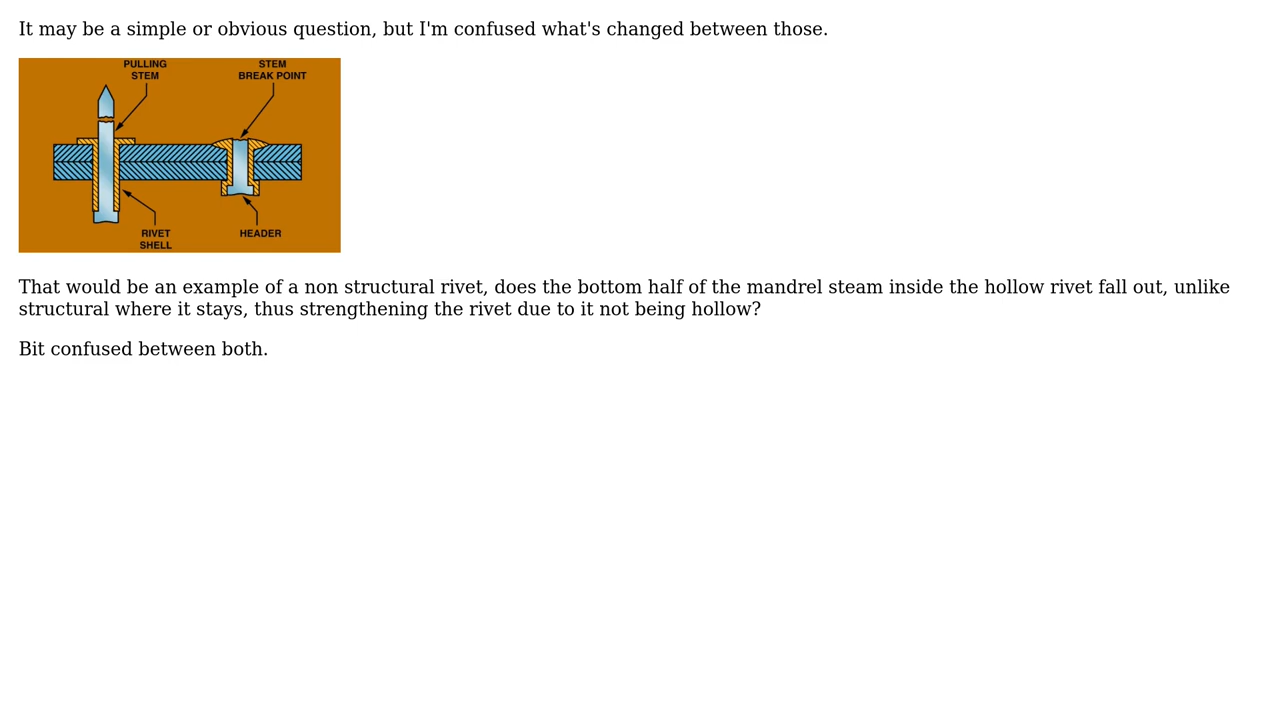 It may be a simple or obvious question, but I'm confused what's changed between those.
PULLING
STEM
STEM
BREAK POINT
RIVET
SHELL
HEADER
That would be an example of a non structural rivet, does the bottom half of the mandrel steam inside the hollow rivet fall out, unlike
structural where it stays, thus strengthening the rivet due to it not being hollow?
Bit confused between both.